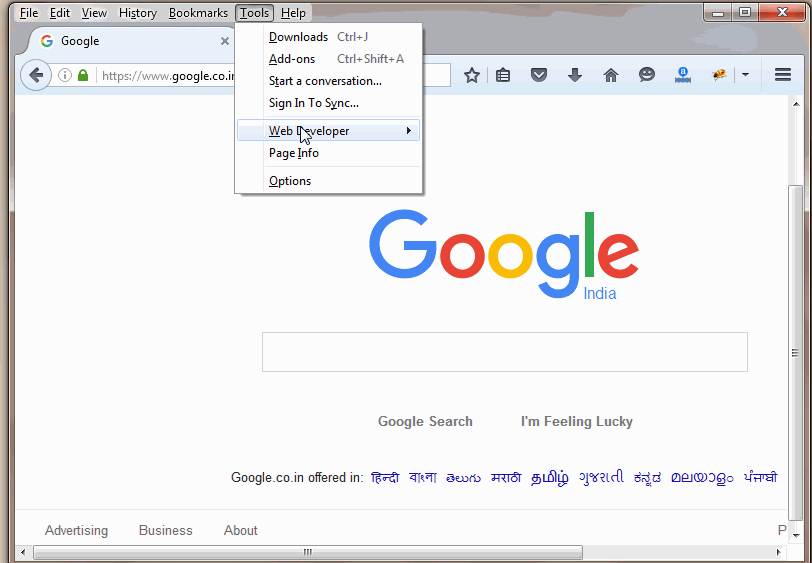 File Edit View History Bookmarks Tools Help
Google
Downloads Ctrl+J
Add-ons Ctrl+Shift+A
https://www.google.co.in
Start a conversation...
Sign In To Sync...
Web Developer
Page Info
Options
Google
India
Google Search I'm Feeling Lucky
Google.co.in offered in: हिन्दी বাংলা తెలుగు मराठी தமிழ் ગુજરાતી ಕನ್ನಡ മലയാളം ਪੰਜਾਬੀ
Advertising Business About